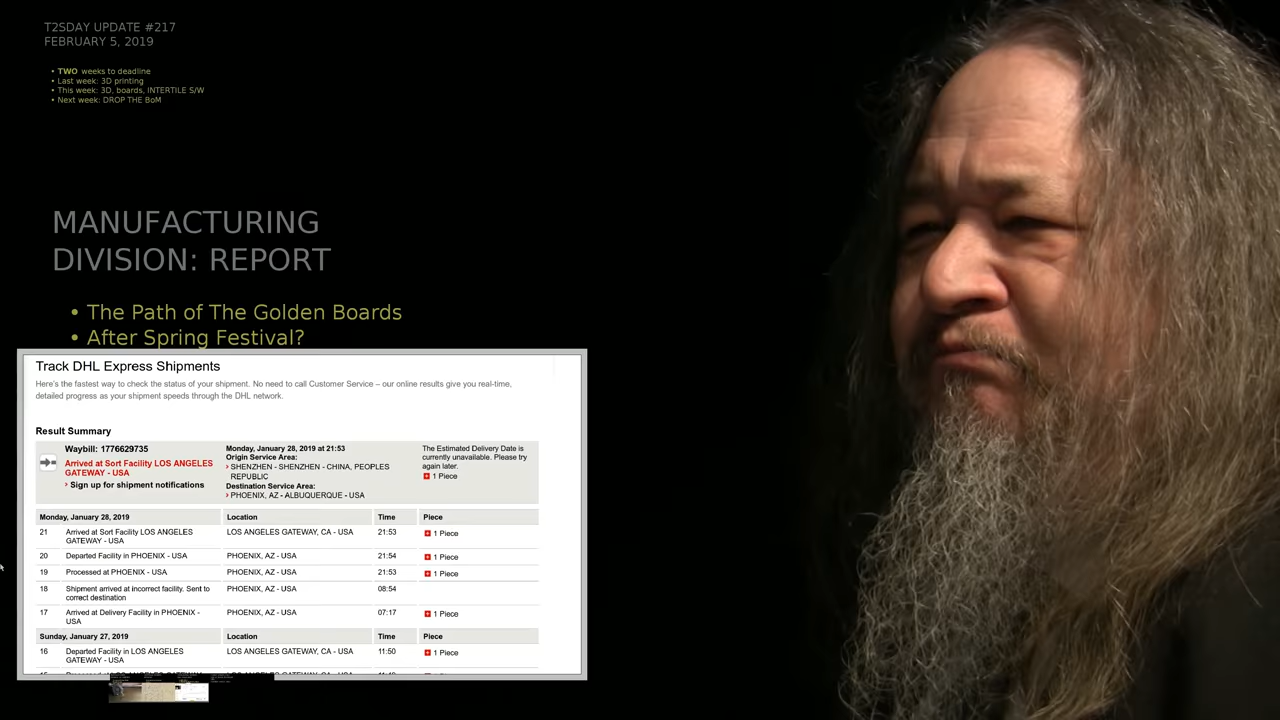 T2SDAY UPDATE #217
FEBRUARY 5, 2019
• TWO weeks to deadline
• Last week: 3D printing
• This week: 3D, boards, INTERTILE S/W
• Next week: DROP THE BoM
MANUFACTURING
DIVISION: REPORT
• The Path of The Golden Boards
• After Spring Festival?
Track DHL Express Shipments
Here's the fastest way to check the status of your shipment. No need to call Customer Service – our online results give you real-time,
detailed progress as your shipment speeds through the DHL network.
Result Summary
Waybill: 1776629735
Arrived at Sort Facility LOS ANGELES
GATEWAY - USA
› Sign up for shipment notifications
Monday, January 28, 2019 at 21:53
Origin Service Area:
› SHENZHEN - SHENZHEN - CHINA, PEOPLES
REPUBLIC
Destination Service Area:
› PHOENIX, AZ - ALBUQUERQUE - USA
The Estimated Delivery Date is
currently unavailable. Please try
again later.
1 Piece
Monday, January 28, 2019 Location Time Piece
21 Arrived at Sort Facility LOS ANGELES LOS ANGELES GATEWAY, CA - USA 21:53 1 Piece
GATEWAY - USA
20 Departed Facility in PHOENIX - USA PHOENIX, AZ - USA 21:54 1 Piece
19 Processed at PHOENIX - USA PHOENIX, AZ - USA 21:53 1 Piece
18 Shipment arrived at incorrect facility. Sent to PHOENIX, AZ - USA 08:54
correct destination
17 Arrived at Delivery Facility in PHOENIX - PHOENIX, AZ - USA 07:17 1 Piece
USA
Sunday, January 27, 2019 Location Time Piece
16 Departed Facility in LOS ANGELES LOS ANGELES GATEWAY, CA - USA 11:50 1 Piece
GATEWAY - USA